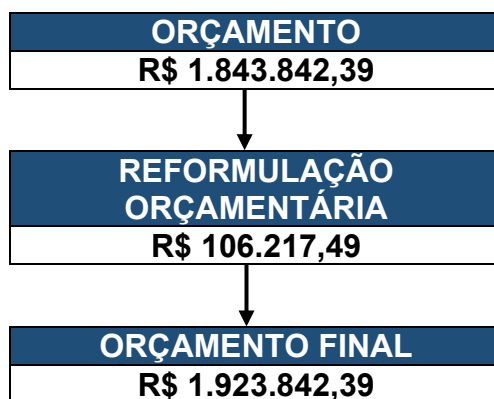 ORÇAMENTO
R$ 1.843.842,39
REFORMULAÇÃO
ORÇAMENTÁRIA
R$ 106.217,49
ORÇAMENTO FINAL
R$ 1.923.842,39